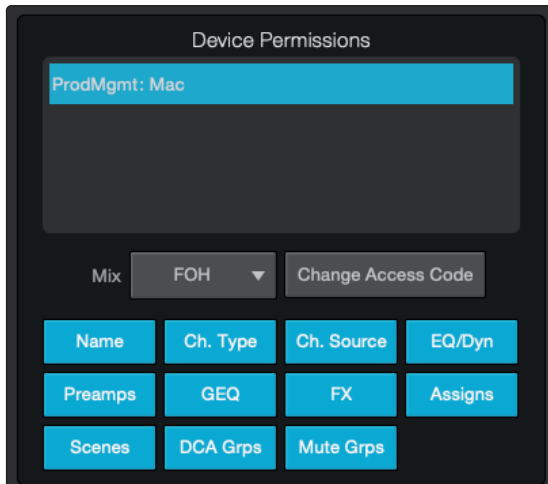 Device Permissions
ProdMgmt: Mac
Mix FOH Change Access Code
Name Ch. Type Ch. Source EQ/Dyn
Preamps GEQ FX Assigns
Scenes DCA Grps Mute Grps